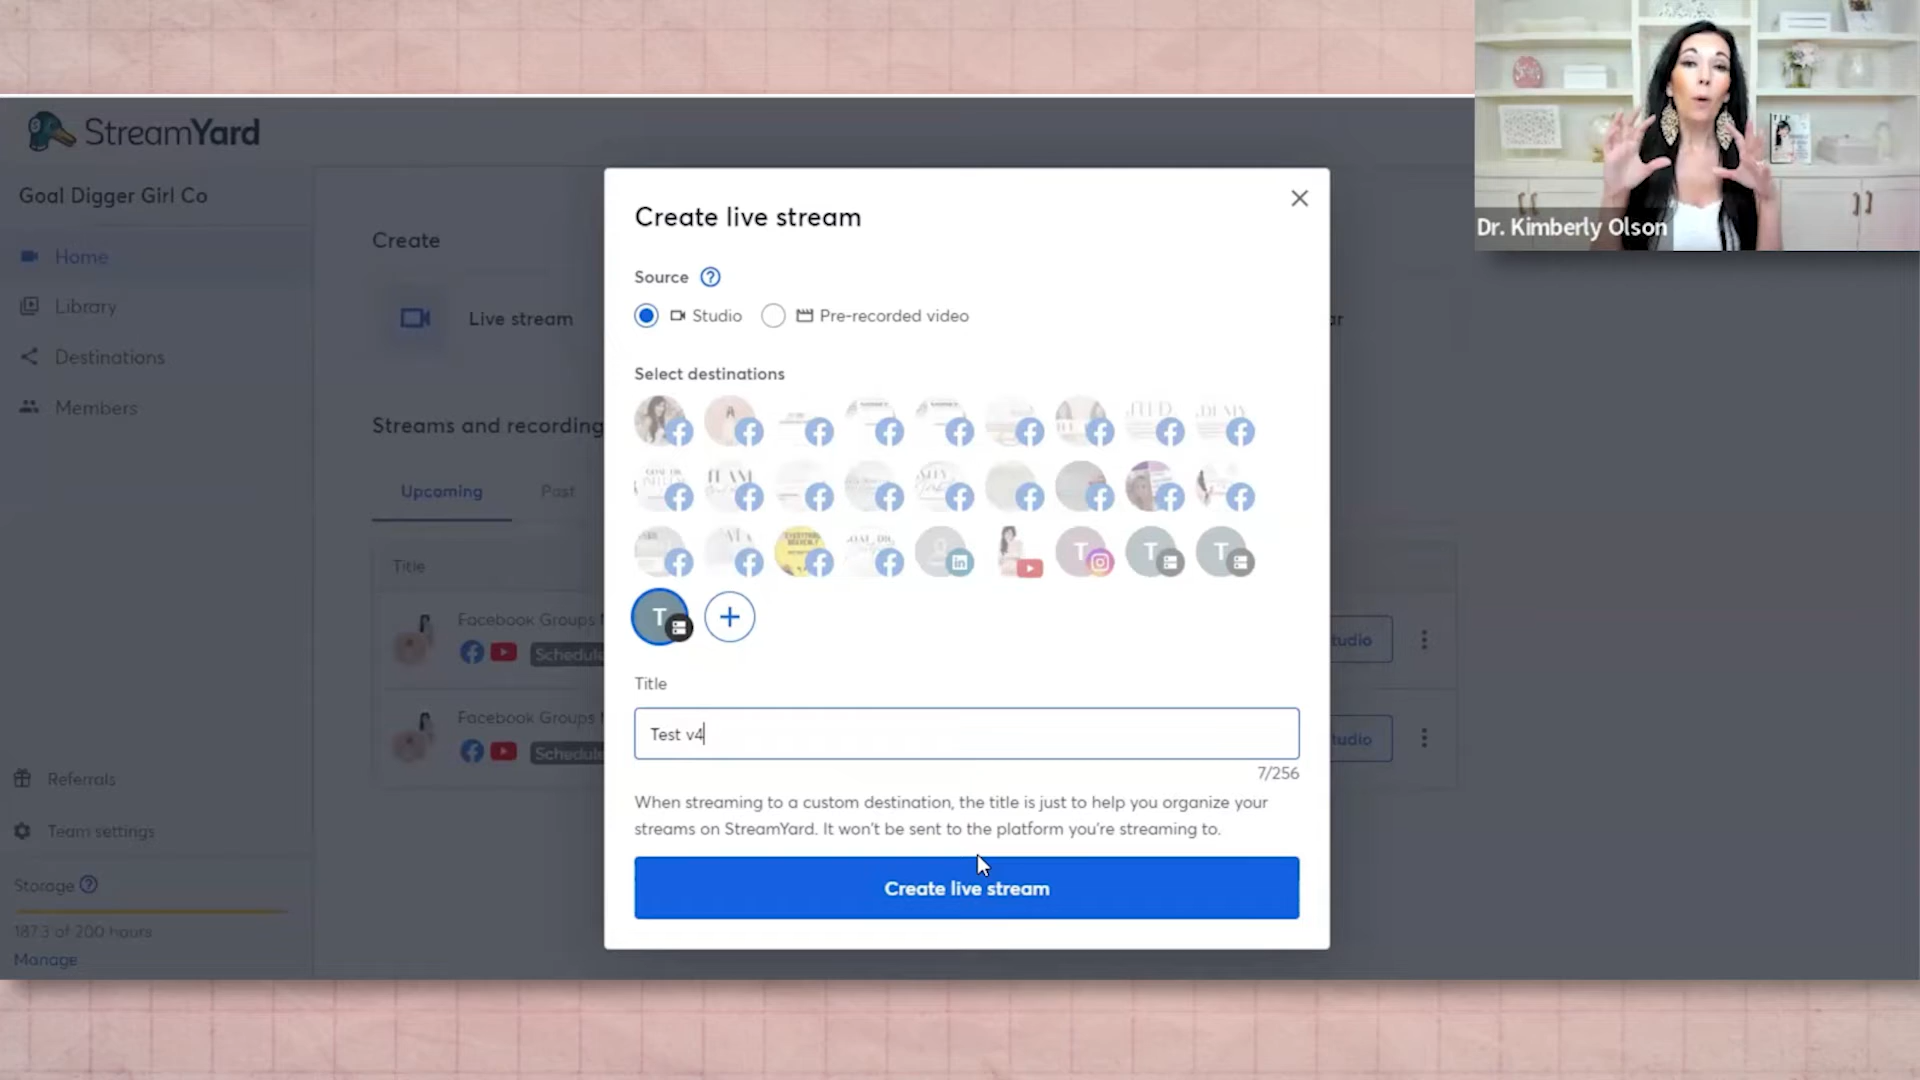 StreamYard
Goal Digger Girl Co
Home
Library
Destinations
Members
Referrals
Team settings
Storage
187.3 of 200 hours
Manage
Create
Live stream
Streams and recording
Upcoming
Past
Title
Facebook Groups
Schedule
Facebook Groups
Schedule
Create live stream
Source
Studio
Pre-recorded video
Select destinations
T
T
T
T
Title
Test v4
7/256
When streaming to a custom destination, the title is just to help you organize your
streams on StreamYard. It won't be sent to the platform you're streaming to.
Create live stream
tudio
tudio
Dr. Kimberly Olson